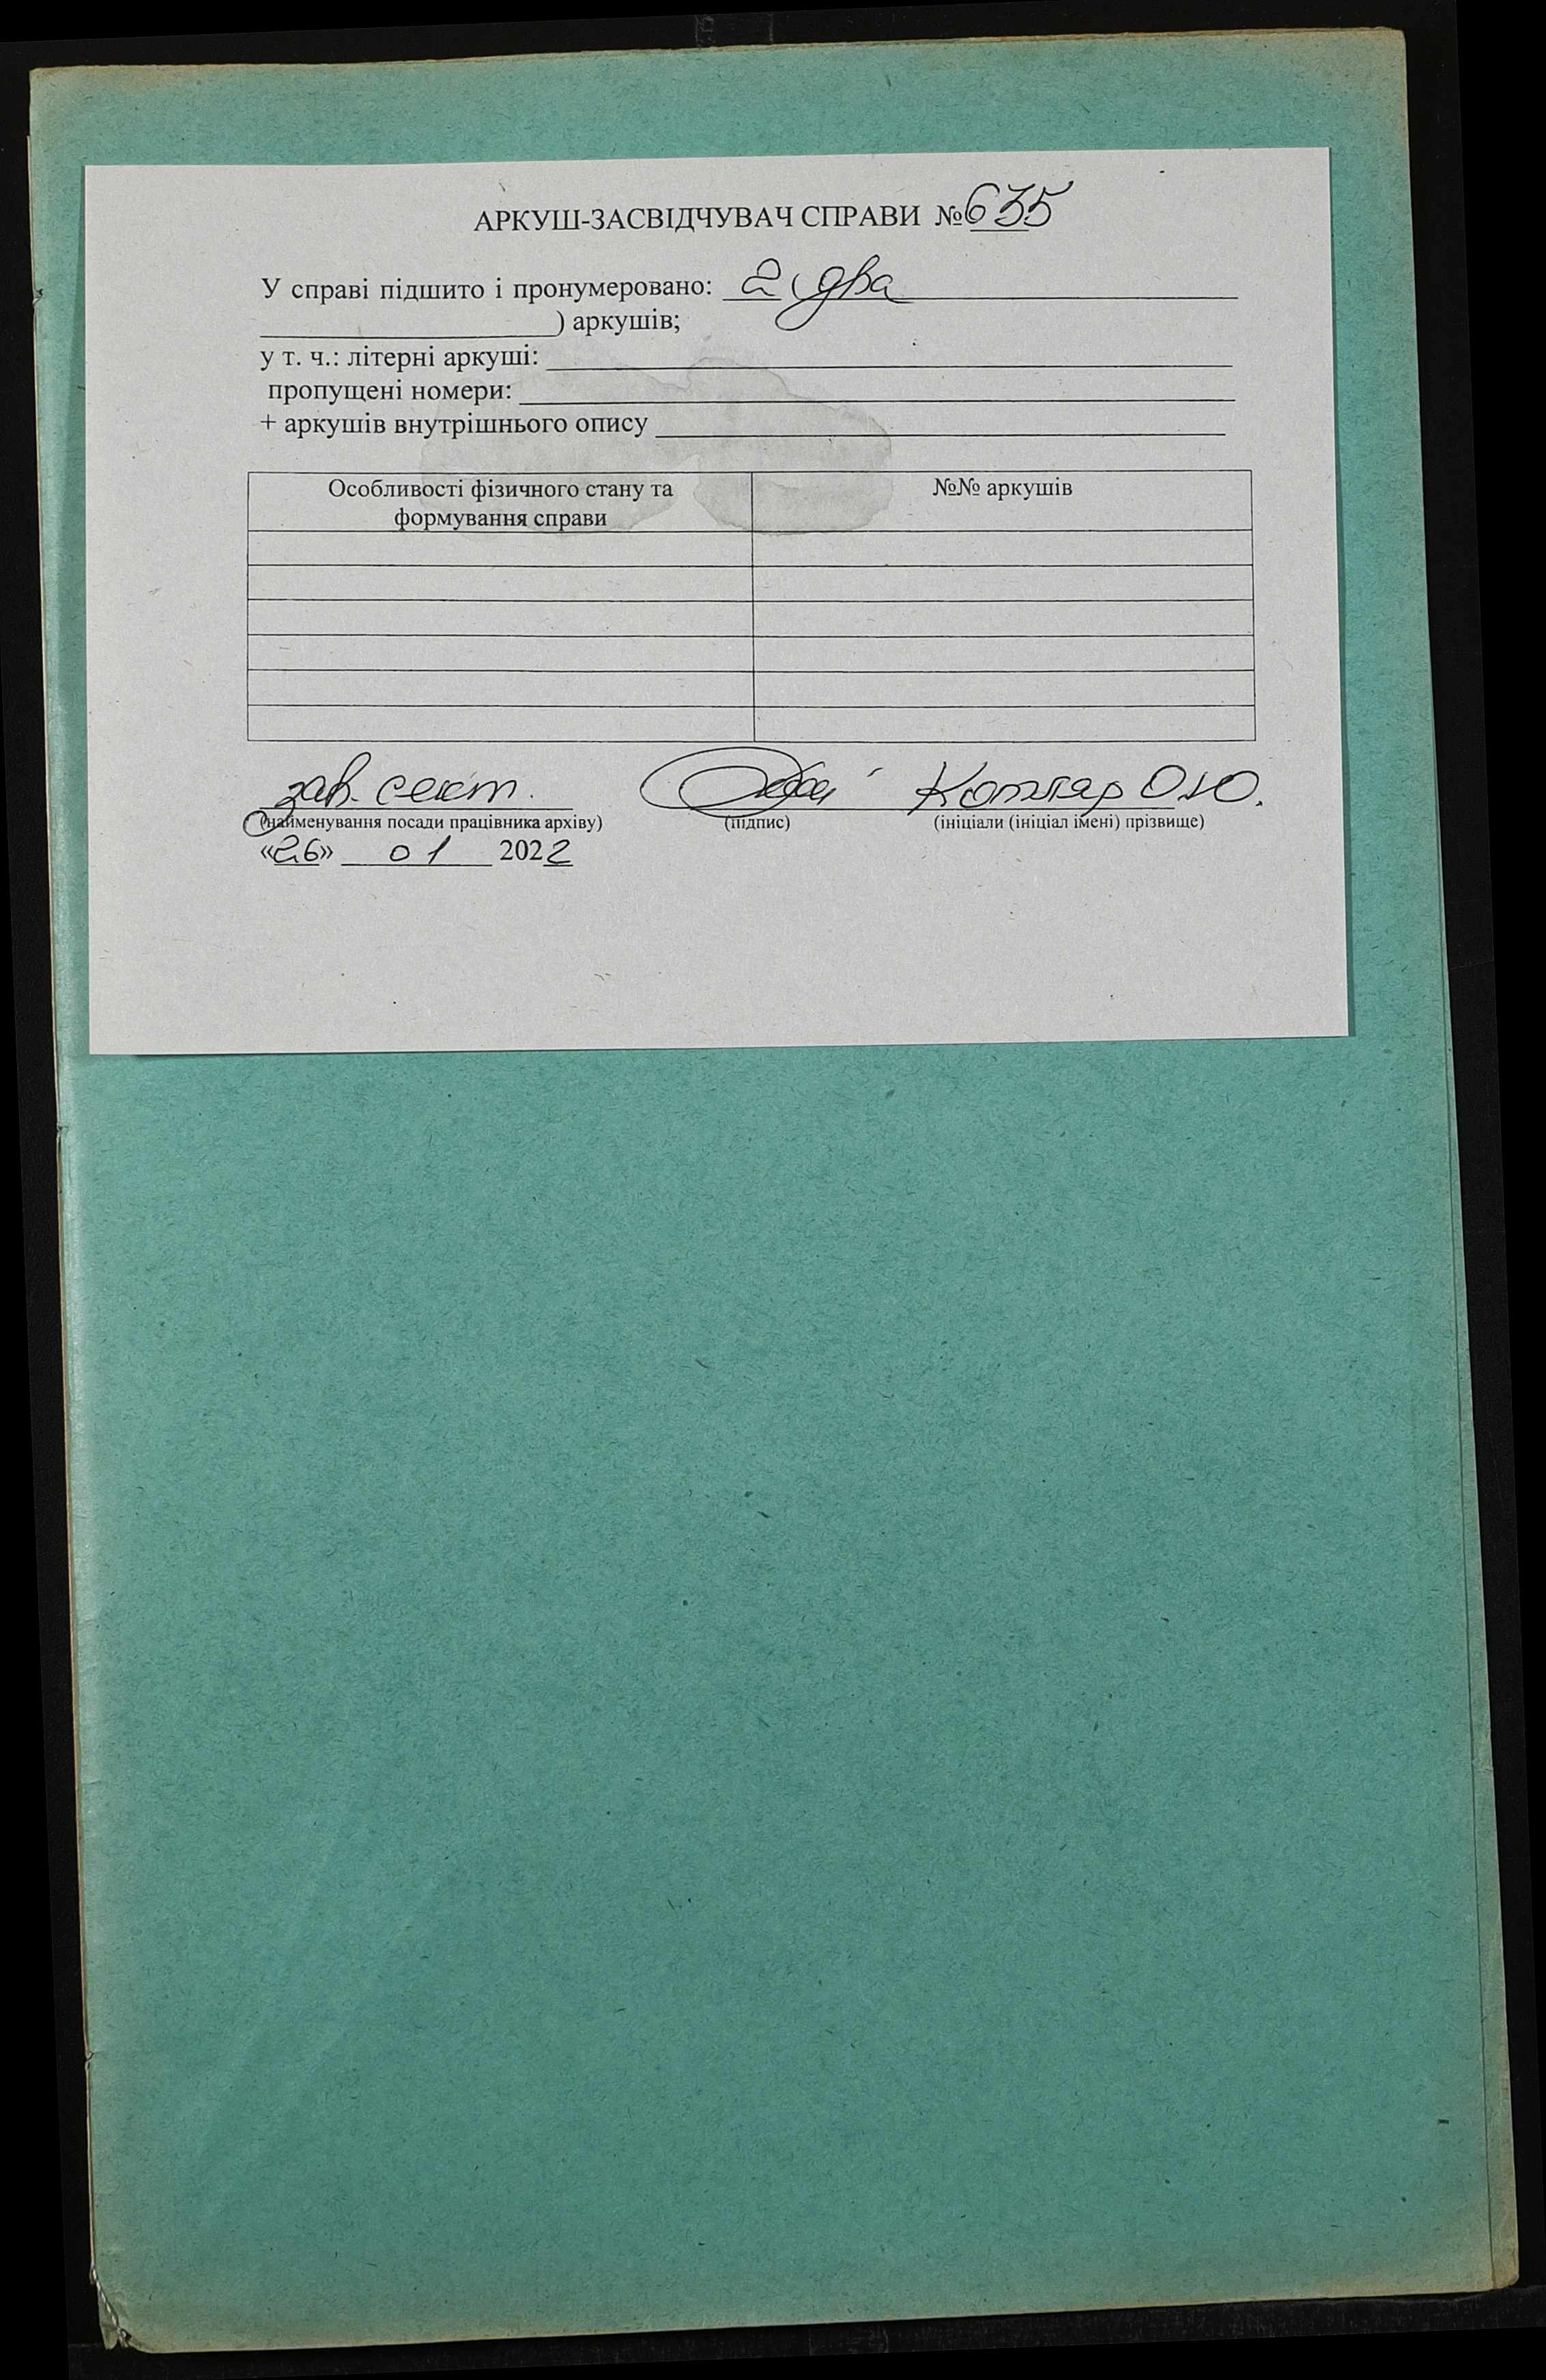 АРКУШ-ЗАСВІДЧУВАЧ СПРАВИ №635
У справі підшито і пронумеровано: 2 (два
) аркушів;
у т. ч.: літерні аркуші:
пропущені номери:
+ аркушів внутрішнього опису
Особливості фізичного стану та формування справи №№ аркушів
зав. сект. Котляр О.Ю.
(найменування посади працівника архіву) (підпис) (ініціали (ініціал імені) прізвище)
«26» 01 2022